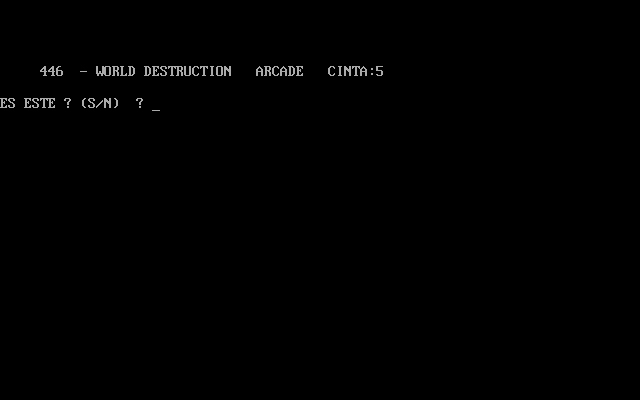 446 - WORLD DESTRUCTION ARCADE CINTA:5
ES ESTE ? (S/N) ? _